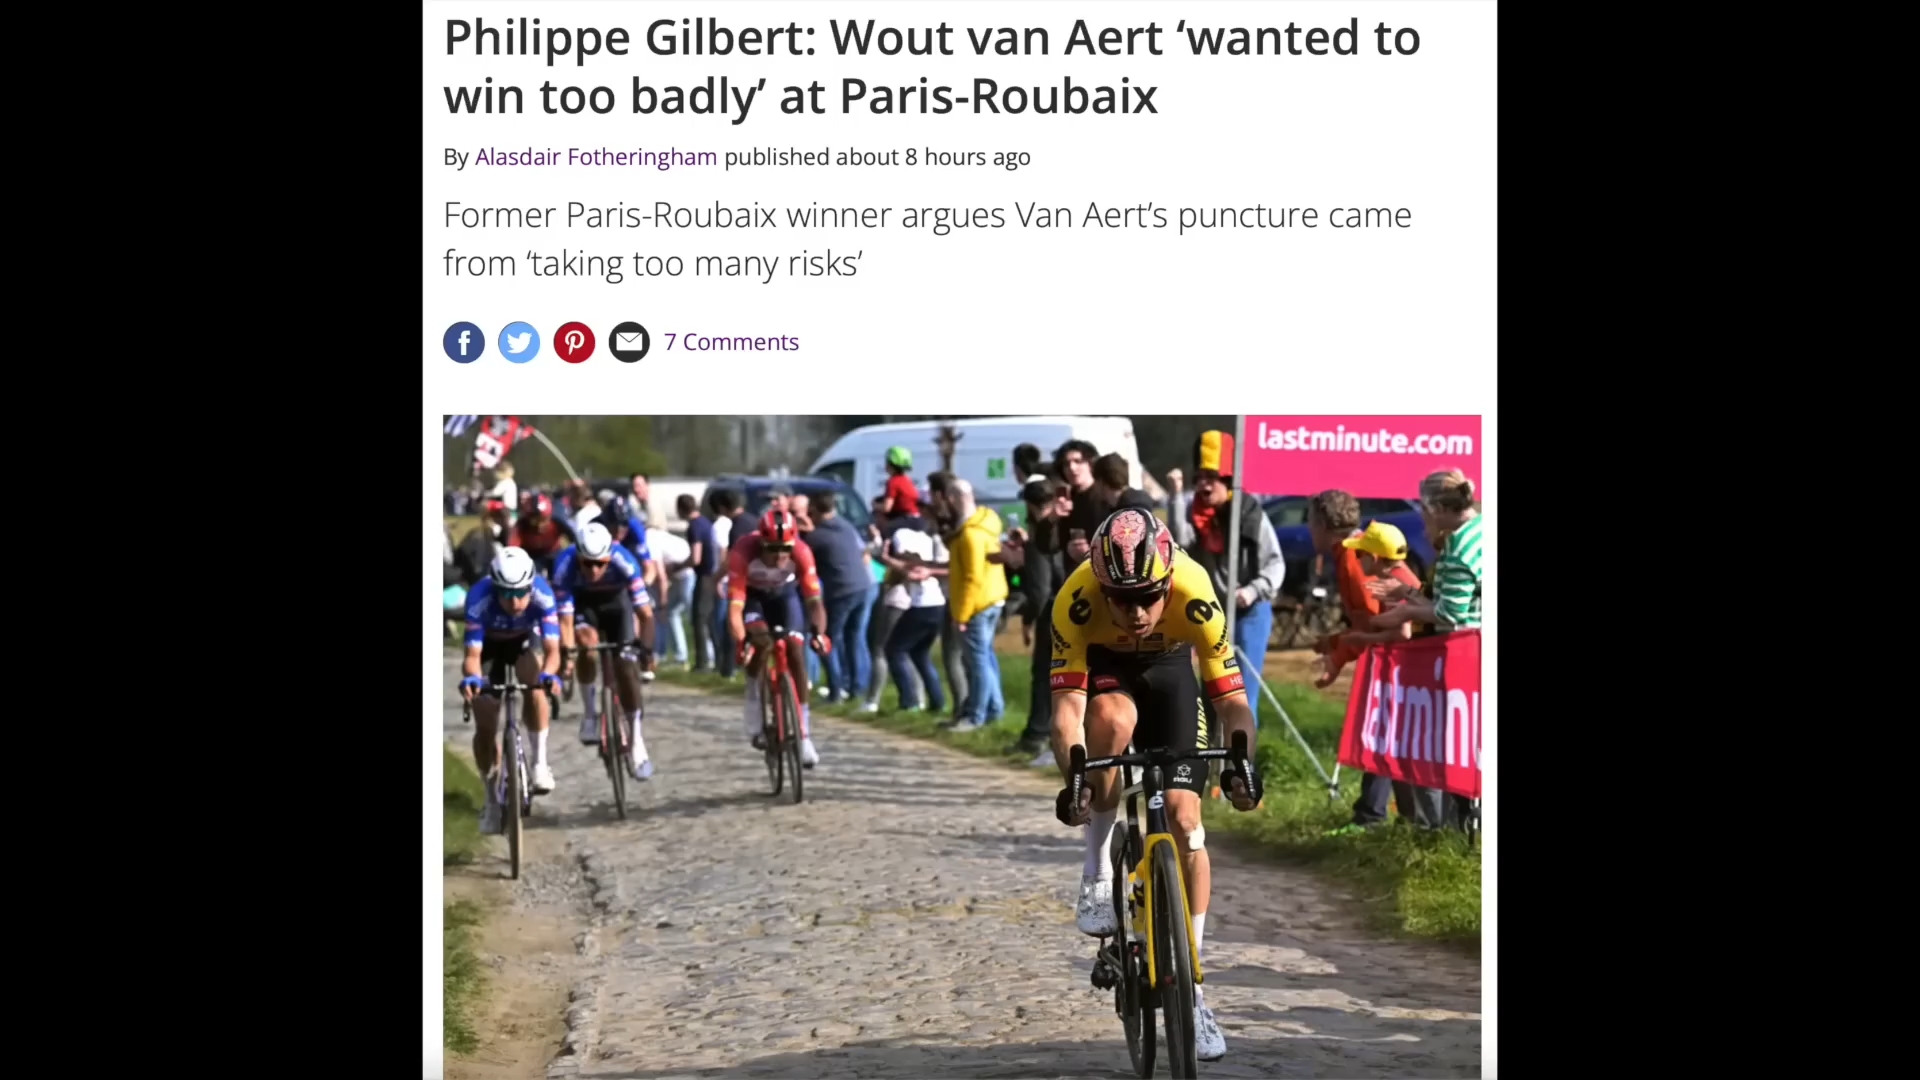 Philippe Gilbert: Wout van Aert ‘wanted to
win too badly’ at Paris-Roubaix
By Alasdair Fotheringham published about 8 hours ago
Former Paris-Roubaix winner argues Van Aert’s puncture came
from ‘taking too many risks’
7 Comments
lastminute.com
lastminu